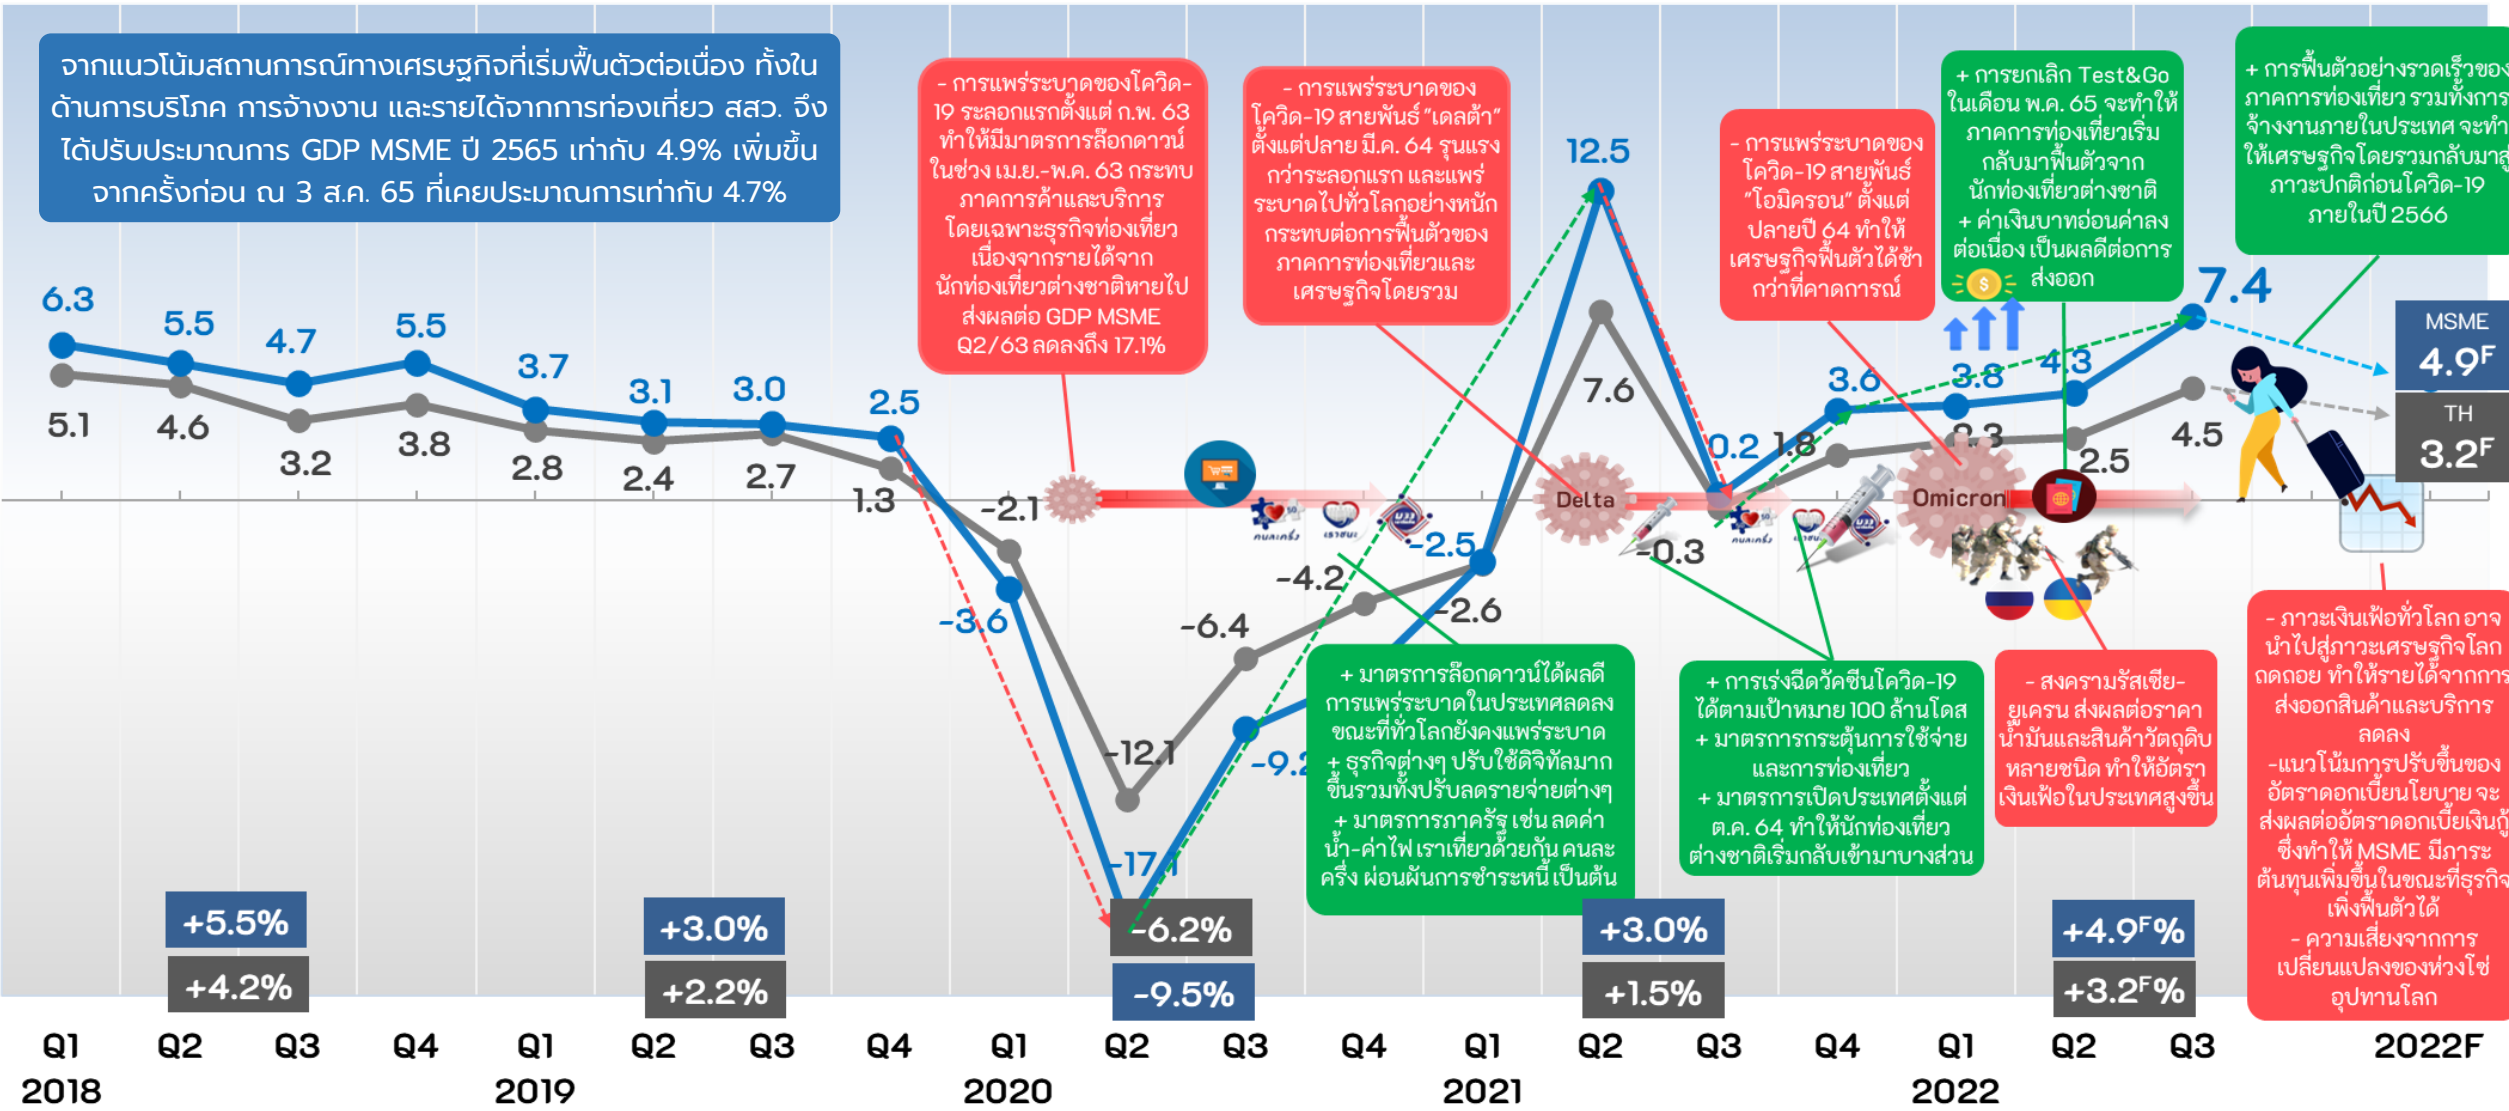 จากแนวโน้มสถานการณ์ทางเศรษฐกิจที่เริ่มฟื้นตัวต่อเนื่อง ทั้งใน
ด้านการบริโภค การจ้างงาน และรายได้จากการท่องเที่ยว สสว. จึง
ได้ปรับประมาณการ GDP MSME ปี 2565 เท่ากับ 4.9% เพิ่มขึ้น
จากครั้งก่อน ณ 3 ส.ค. 65 ที่เคยประมาณการเท่ากับ 4.7%
- การแพร่ระบาดของโควิด-
19 ระลอกแรกตั้งแต่ ก.พ. 63
ทำให้มีมาตรการล๊อกดาวน์
ในช่วง เม.ย.-พ.ค. 63 กระทบ
ภาคการค้าและบริการ
โดยเฉพาะธุรกิจท่องเที่ยว
เนื่องจากรายได้จาก
นักท่องเที่ยวต่างชาติหายไป
ส่งผลต่อ GDP MSME
Q2/63 ลดลงถึง 17.1%
- การแพร่ระบาดของ
โควิด-19 สายพันธุ์ "เดลต้า"
ตั้งแต่ปลาย มี.ค. 64 รุนแรง
กว่าระลอกแรก และแพร่
ระบาดไปทั่วโลกอย่างหนัก
กระทบต่อการฟื้นตัวของ
ภาคการท่องเที่ยวและ
เศรษฐกิจโดยรวม
- การแพร่ระบาดของ
โควิด-19 สายพันธุ์
"โอมิครอน" ตั้งแต่
ปลายปี 64 ทำให้
เศรษฐกิจฟื้นตัวได้ช้า
กว่าที่คาดการณ์
+ การยกเลิก Test&Go
ในเดือน พ.ค. 65 จะทำให้
ภาคการท่องเที่ยวเริ่ม
กลับมาฟื้นตัวจาก
นักท่องเที่ยวต่างชาติ
+ ค่าเงินบาทอ่อนค่าลง
ต่อเนื่อง เป็นผลดีต่อการ
ส่งออก
+ การฟื้นตัวอย่างรวดเร็วของ
ภาคการท่องเที่ยว รวมทั้งการ
จ้างงานภายในประเทศ จะทำ
ให้เศรษฐกิจโดยรวมกลับมาสู่
ภาวะปกติก่อนโควิด-19
ภายในปี 2566
6.3
5.5
4.7
5.5
3.7
3.1
3.0
2.5
-3.6
-17.1
-9.2
-2.5
12.5
0.2
3.6
3.8
4.3
7.4
5.1
4.6
3.2
3.8
2.8
2.4
2.7
1.3
-2.1
-12.1
-6.4
-4.2
-2.6
7.6
-0.3
1.8
2.5
4.5
MSME
4.9F
TH
3.2F
Delta
Omicron
คนละครึ่ง
เราชนะ
คนละครึ่ง
+ มาตรการล๊อกดาวน์ได้ผลดี
การแพร่ระบาดในประเทศลดลง
ขณะที่ทั่วโลกยังคงแพร่ระบาด
+ ธุรกิจต่างๆ ปรับใช้ดิจิทัลมาก
ขึ้นรวมทั้งปรับลดรายจ่ายต่างๆ
+ มาตรการภาครัฐ เช่น ลดค่า
น้ำ-ค่าไฟ เราเที่ยวด้วยกัน คนละ
ครึ่ง ผ่อนผันการชำระหนี้ เป็นต้น
+ การเร่งฉีดวัคซีนโควิด-19
ได้ตามเป้าหมาย 100 ล้านโดส
+ มาตรการกระตุ้นการใช้จ่าย
และการท่องเที่ยว
+ มาตรการเปิดประเทศตั้งแต่
ต.ค. 64 ทำให้นักท่องเที่ยว
ต่างชาติเริ่มกลับเข้ามาบางส่วน
- สงครามรัสเซีย-
ยูเครน ส่งผลต่อราคา
น้ำมันและสินค้าวัตถุดิบ
หลายชนิด ทำให้อัตรา
เงินเฟ้อในประเทศสูงขึ้น
- ภาวะเงินเฟ้อทั่วโลก อาจ
นำไปสู่ภาวะเศรษฐกิจโลก
ถดถอย ทำให้รายได้จากการ
ส่งออกสินค้าและบริการ
ลดลง
-แนวโน้มการปรับขึ้นของ
อัตราดอกเบี้ยนโยบาย จะ
ส่งผลต่ออัตราดอกเบี้ยเงินกู้
ซึ่งทำให้ MSME มีภาระ
ต้นทุนเพิ่มขึ้นในขณะที่ธุรกิจ
เพิ่งฟื้นตัวได้
- ความเสี่ยงจากการ
เปลี่ยนแปลงของห่วงโซ่
อุปทานโลก
+5.5%
+4.2%
+3.0%
+2.2%
-6.2%
-9.5%
+3.0%
+1.5%
+4.9F%
+3.2F%
Q1 Q2 Q3 Q4 Q1 Q2 Q3 Q4 Q1 Q2 Q3 Q4 Q1 Q2 Q3 Q4 Q1 Q2 Q3 2022F
2018 2019 2020 2021 2022